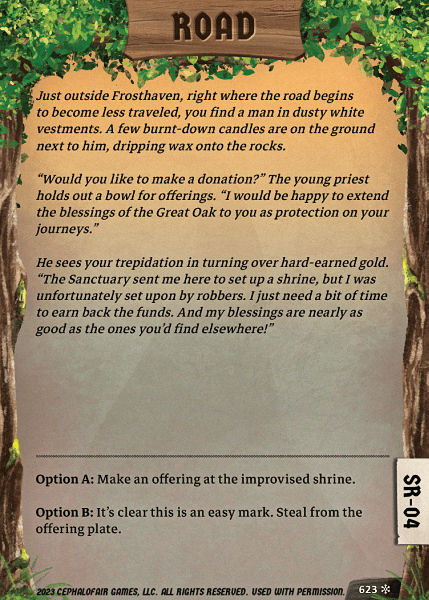 ROAD
Just outside Frosthaven, right where the road begins
to become less traveled, you find a man in dusty white
vestments. A few burnt-down candles are on the ground
next to him, dripping wax onto the rocks.
“Would you like to make a donation?” The young priest
holds out a bowl for offerings. “I would be happy to extend
the blessings of the Great Oak to you as protection on your
journeys.”
He sees your trepidation in turning over hard-earned gold.
“The Sanctuary sent me here to set up a shrine, but I was
unfortunately set upon by robbers. I just need a bit of time
to earn back the funds. And my blessings are nearly as
good as the ones you’d find elsewhere!”
Option A: Make an offering at the improvised shrine.
Option B: It’s clear this is an easy mark. Steal from the
offering plate.
SR-04
2023 CEPHALOFAIR GAMES, LLC. ALL RIGHTS RESERVED. USED WITH PERMISSION.
623